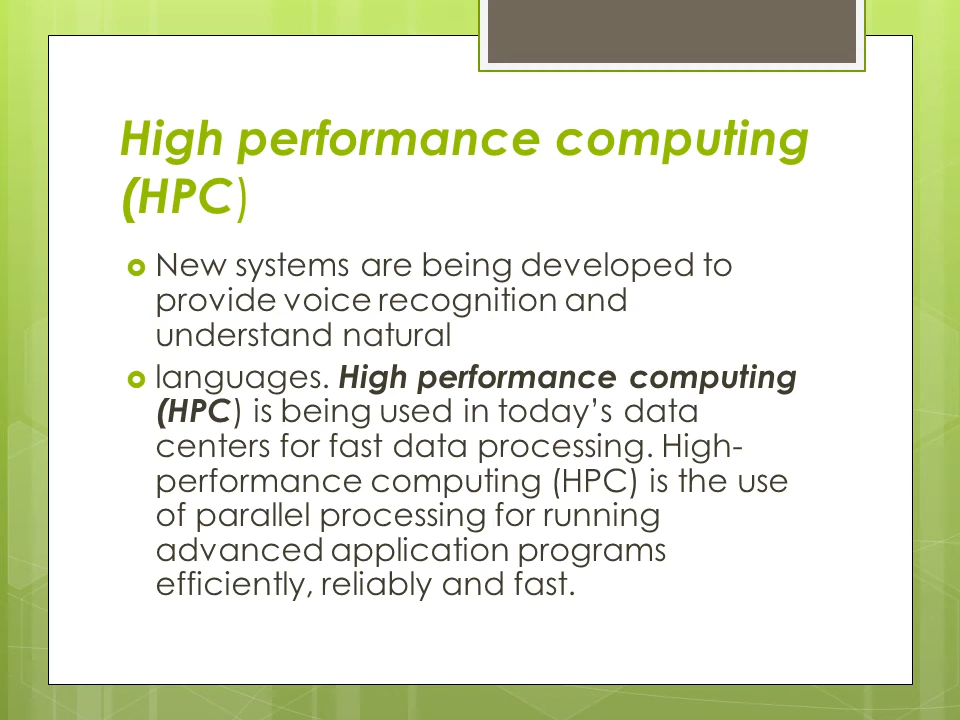 High performance computing
(HPC)
New systems are being developed to
provide voice recognition and
understand natural
languages. High performance computing
(HPC) is being used in today’s data
centers for fast data processing. High-
performance computing (HPC) is the use
of parallel processing for running
advanced application programs
efficiently, reliably and fast.